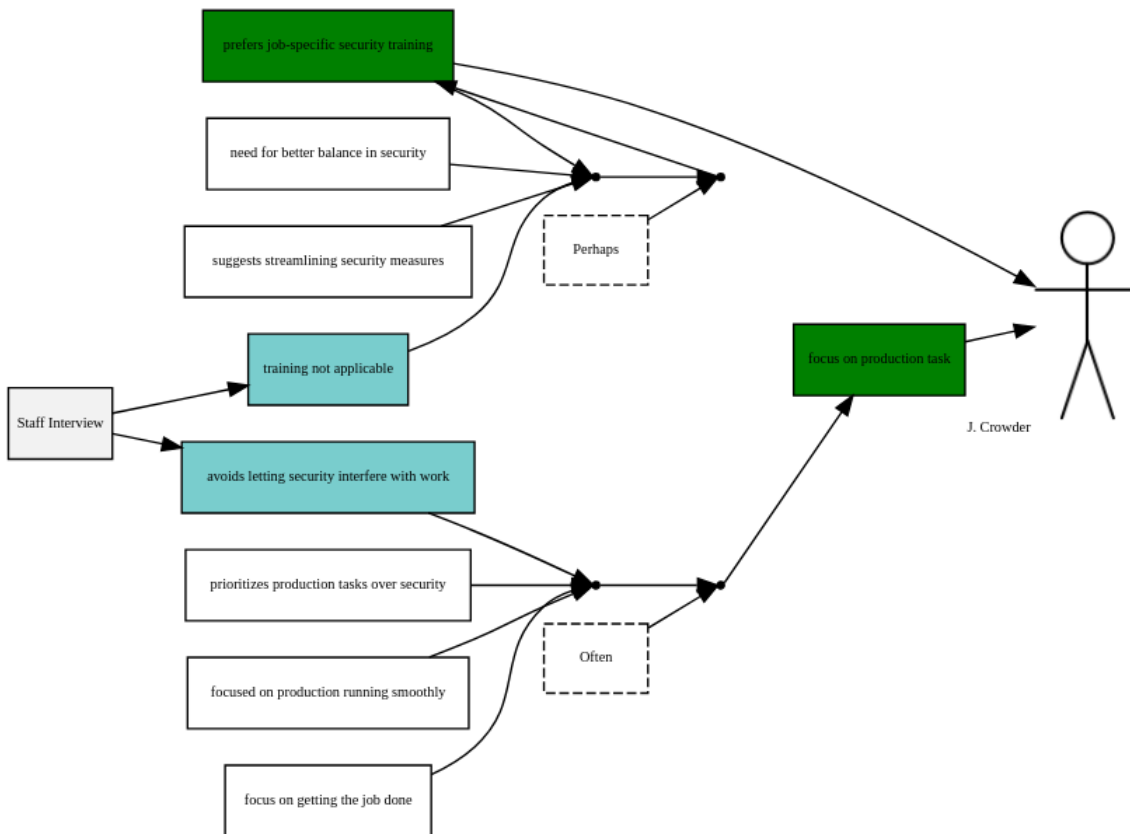 prefers job-specific security training
need for better balance in security
Perhaps
suggests streamlining security measures
training not applicable
focus on production task
Staff Interview
J. Crowder
avoids letting security interfere with work
prioritizes production tasks over security
Often
focused on production running smoothly
focus on getting the job done